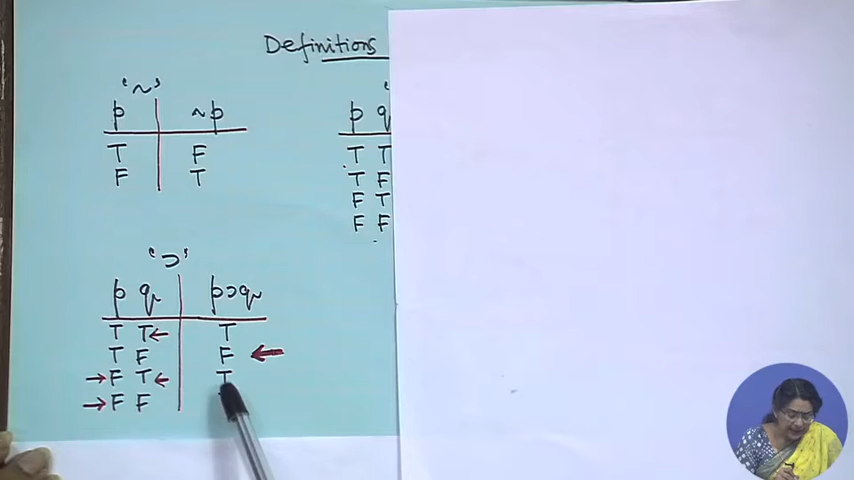 Definitions
‘~’
p ~p
T F
F T
p q
T T
T F
F T
F F
‘⊃’
p q p⊃q
T T T
T F F
F T T
F F